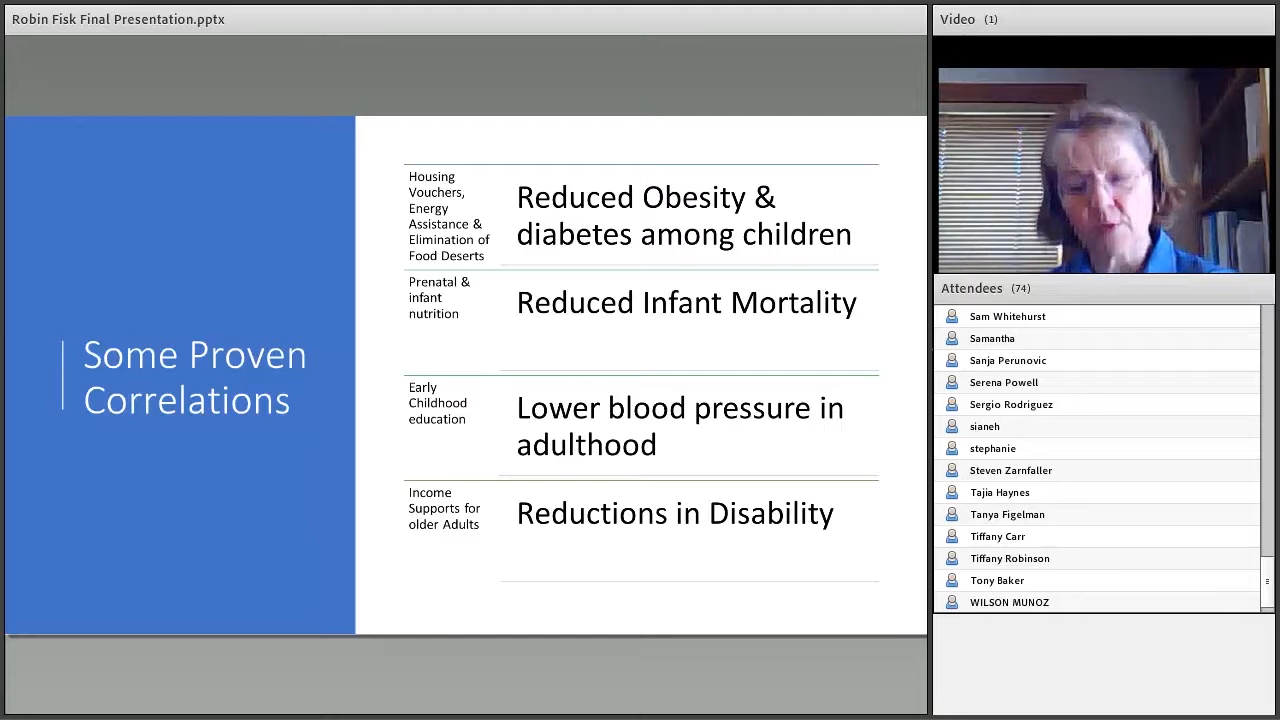 Robin Fisk Final Presentation.pptx
Some Proven
Correlations
Housing
Vouchers,
Energy
Assistance &
Elimination of
Food Deserts
Reduced Obesity &
diabetes among children
Prenatal &
infant
nutrition
Reduced Infant Mortality
Early
Childhood
education
Lower blood pressure in
adulthood
Income
Supports for
older Adults
Reductions in Disability
Video (1)
Attendees (74)
Sam Whitehurst
Samantha
Sanja Perunovic
Serena Powell
Sergio Rodriguez
sianeh
stephanie
Steven Zarnfaller
Tajia Haynes
Tanya Figelman
Tiffany Carr
Tiffany Robinson
Tony Baker
WILSON MUNOZ